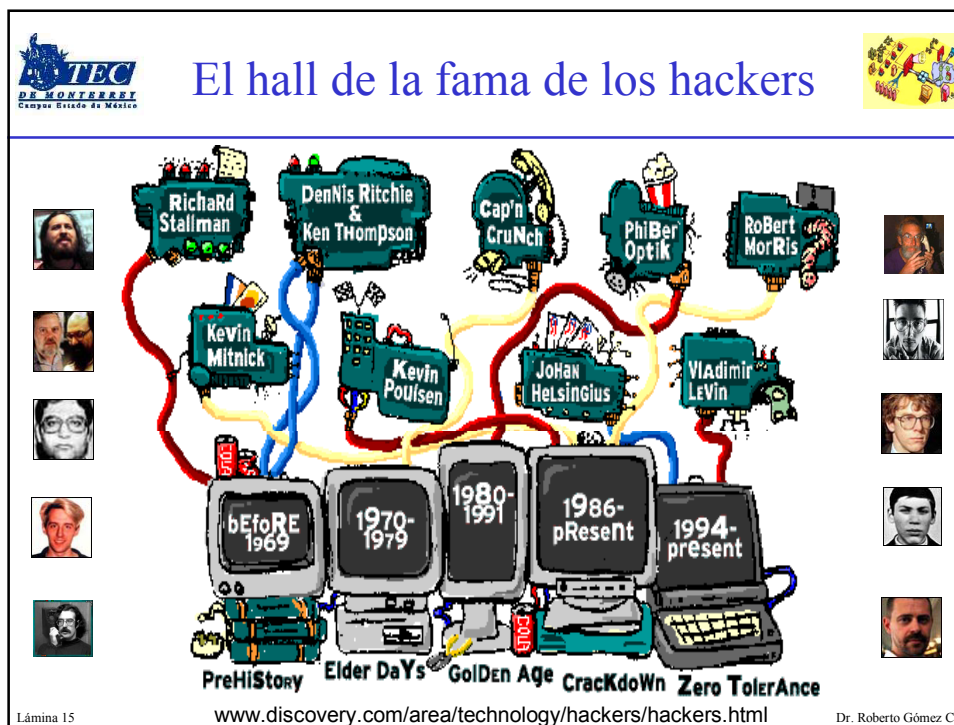 TEC
DE MONTERREY
Campus Estado de México
El hall de la fama de los hackers
RichaRd
Stallman
DenNis Ritchie
&
Ken THompson
Cap'n
CruNch
PhiBer
OptiK
RoBert
MorRis
Kevin
Mitnick
Kevin
Poulsen
JoHan
HeLsinGius
VlAdimir
LeVin
COLA
bEfoRE
1969
1970-
1979
1980-
1991
1986-
pReseNt
1994-
present
COLA
PreHiStoRy
Elder DaYs
GolDen Age
CracKdoWn
Zero TolerAnce
Lámina 15
www.discovery.com/area/technology/hackers/hackers.html
Dr. Roberto Gómez C